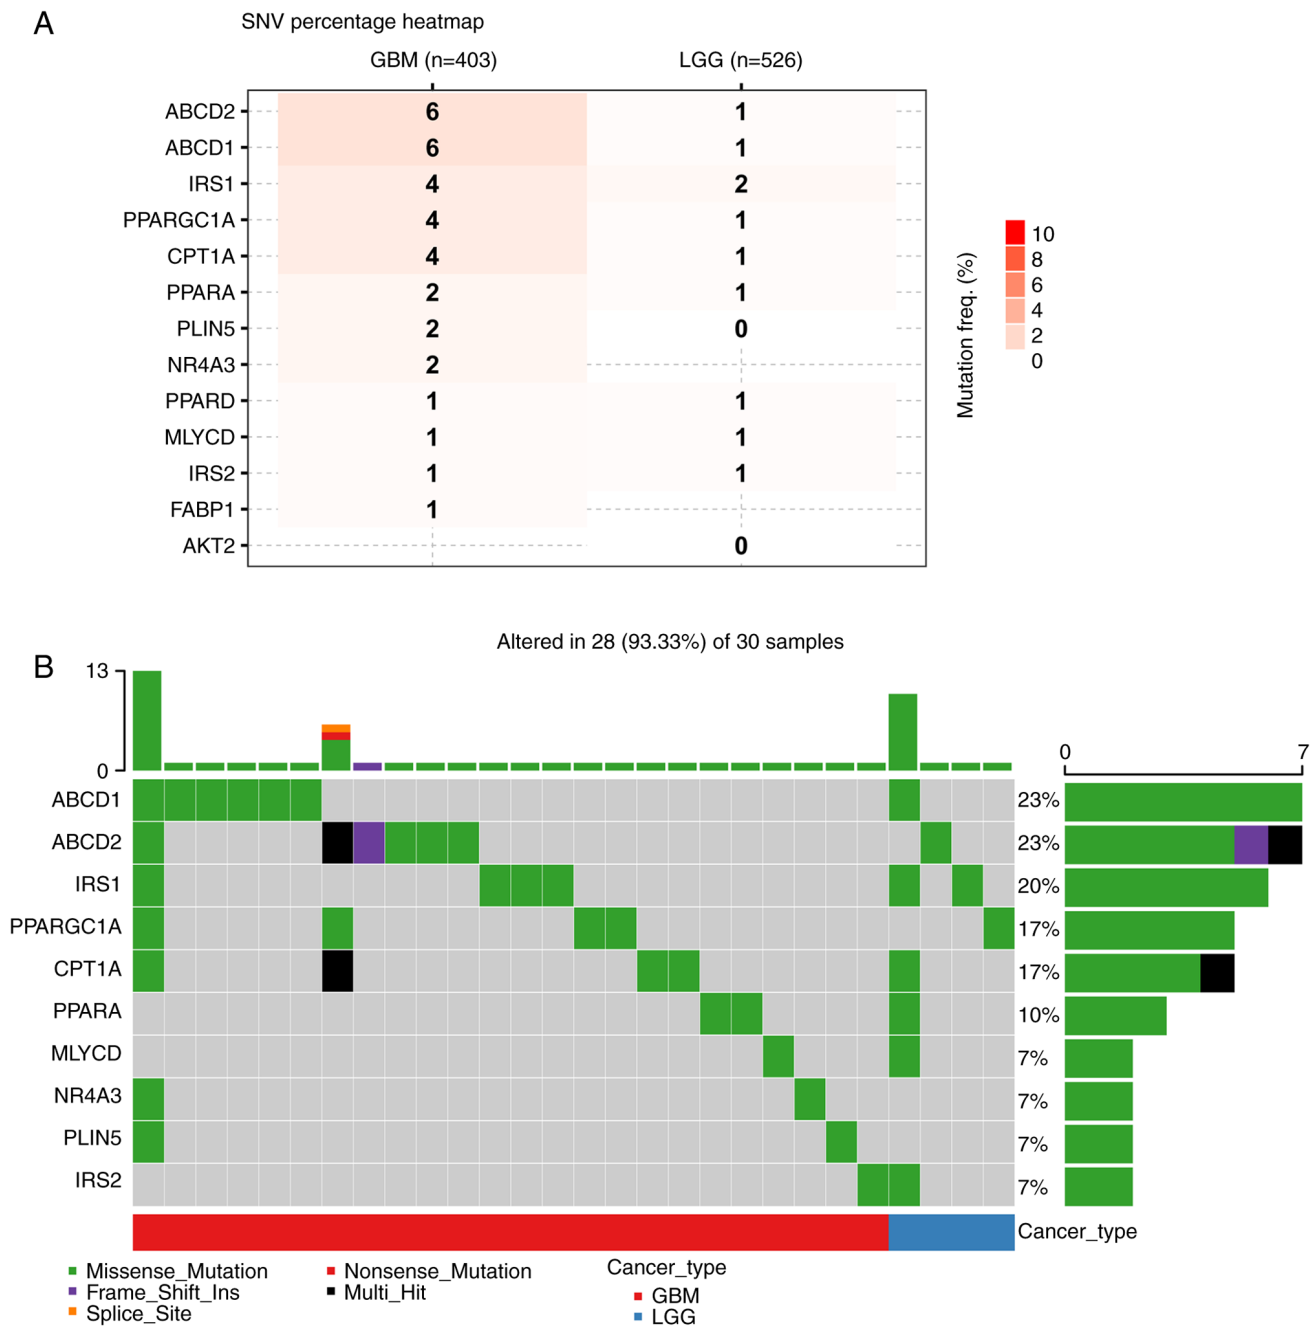 A
SNV percentage heatmap
GBM (n=403) LGG (n=526)
ABCD2 6 1
ABCD1 6 1
IRS1 4 2
PPARGC1A 4 1
CPT1A 4 1
PPARA 2 1
PLIN5 2 0
NR4A3 2
PPARD 1 1
MLYCD 1 1
IRS2 1 1
FABP1 1
AKT2 0
Mutation freq. (%)
10
8
6
4
2
0
B
Altered in 28 (93.33%) of 30 samples
13
0
0 7
ABCD1 23%
ABCD2 23%
IRS1 20%
PPARGC1A 17%
CPT1A 17%
PPARA 10%
MLYCD 7%
NR4A3 7%
PLIN5 7%
IRS2 7%
Cancer_type
Missense_Mutation
Frame_Shift_Ins
Splice_Site
Nonsense_Mutation
Multi_Hit
Cancer_type
GBM
LGG